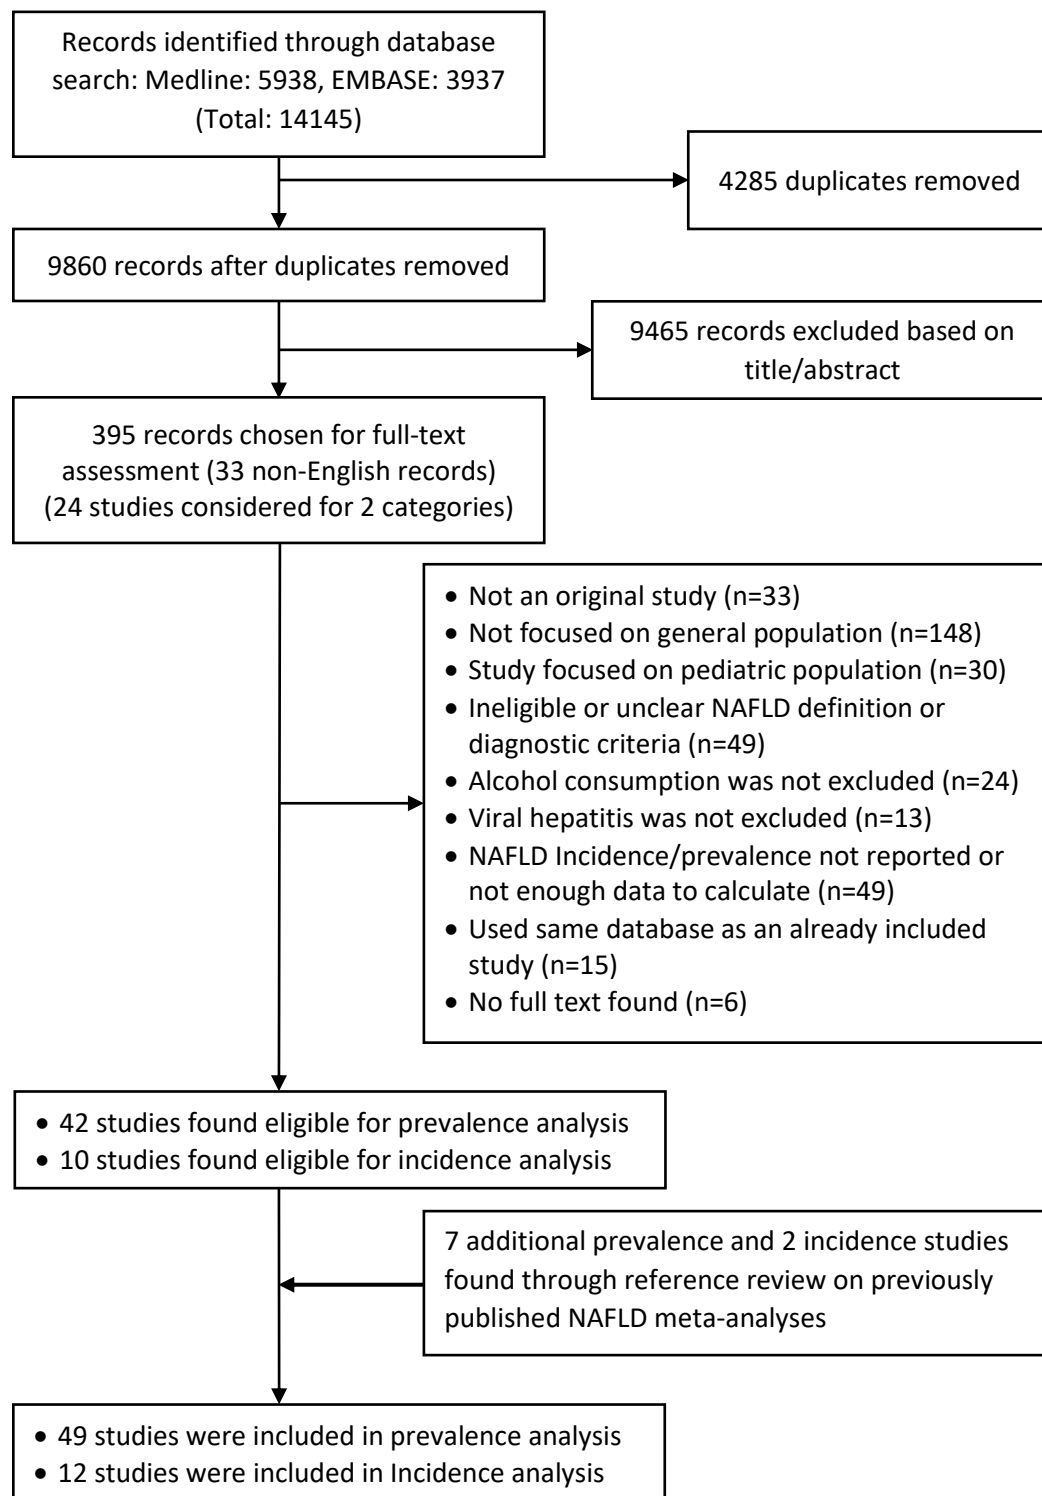 Records identified through database
search: Medline: 5938, EMBASE: 3937
(Total: 14145)
4285 duplicates removed
9860 records after duplicates removed
9465 records excluded based on
title/abstract
395 records chosen for full-text
assessment (33 non-English records)
(24 studies considered for 2 categories)
• Not an original study (n=33)
• Not focused on general population (n=148)
• Study focused on pediatric population (n=30)
• Ineligible or unclear NAFLD definition or
diagnostic criteria (n=49)
• Alcohol consumption was not excluded (n=24)
• Viral hepatitis was not excluded (n=13)
• NAFLD Incidence/prevalence not reported or
not enough data to calculate (n=49)
• Used same database as an already included
study (n=15)
• No full text found (n=6)
• 42 studies found eligible for prevalence analysis
• 10 studies found eligible for incidence analysis
7 additional prevalence and 2 incidence studies
found through reference review on previously
published NAFLD meta-analyses
• 49 studies were included in prevalence analysis
• 12 studies were included in Incidence analysis